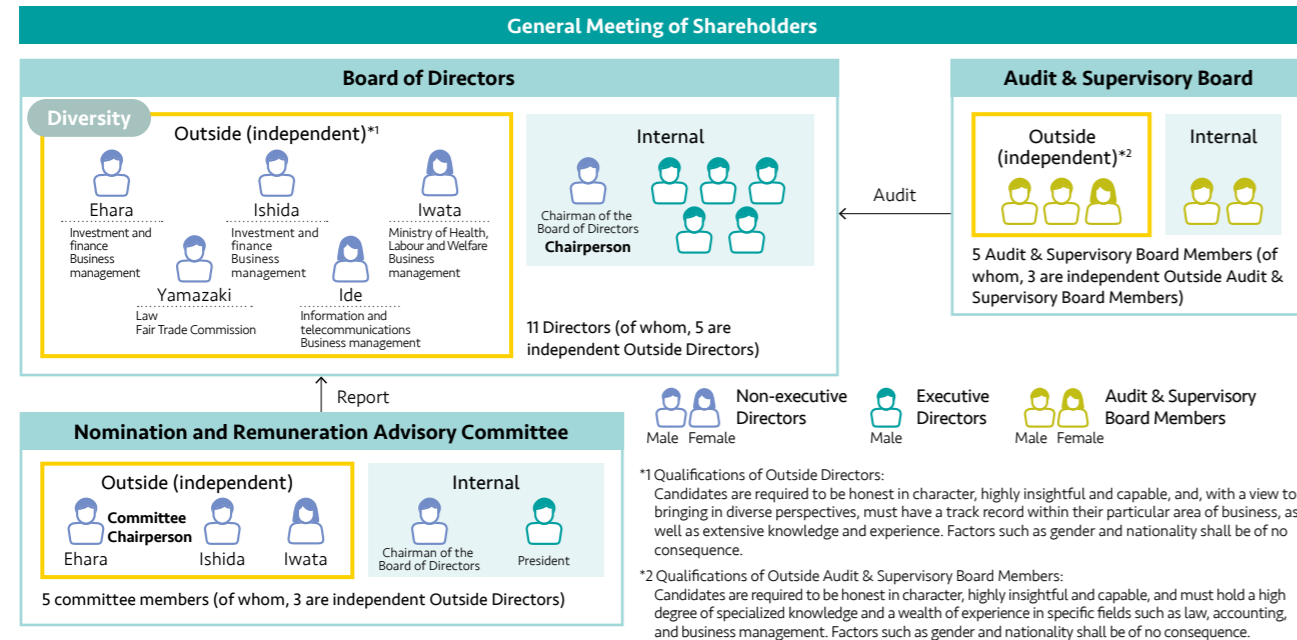 General Meeting of Shareholders
Board of Directors
Diversity
Outside (independent)*1
Ehara
Investment and
finance
Business
management
Ishida
Investment and
finance
Business
management
Iwata
Ministry of Health,
Labour and Welfare
Business
management
Yamazaki
Law
Fair Trade Commission
Ide
Information and
telecommunications
Business management
Internal
Chairman of the
Board of Directors
Chairperson
11 Directors (of whom, 5 are
independent Outside Directors)
Audit
Audit & Supervisory Board
Outside
(independent)*2
Internal
5 Audit & Supervisory Board Members (of
whom, 3 are independent Outside Audit &
Supervisory Board Members)
Report
Nomination and Remuneration Advisory Committee
Outside (independent)
Committee
Chairperson
Ehara
Ishida
Iwata
Internal
Chairman of the
Board of Directors
President
5 committee members (of whom, 3 are independent Outside Directors)
Non-executive
Directors
Male Female
Executive
Directors
Male
Audit & Supervisory
Board Members
Male Female
*1 Qualifications of Outside Directors:
Candidates are required to be honest in character, highly insightful and capable, and, with a view to
bringing in diverse perspectives, must have a track record within their particular area of business, as
well as extensive knowledge and experience. Factors such as gender and nationality shall be of no
consequence.
*2 Qualifications of Outside Audit & Supervisory Board Members:
Candidates are required to be honest in character, highly insightful and capable, and must hold a high
degree of specialized knowledge and a wealth of experience in specific fields such as law, accounting,
and business management. Factors such as gender and nationality shall be of no consequence.